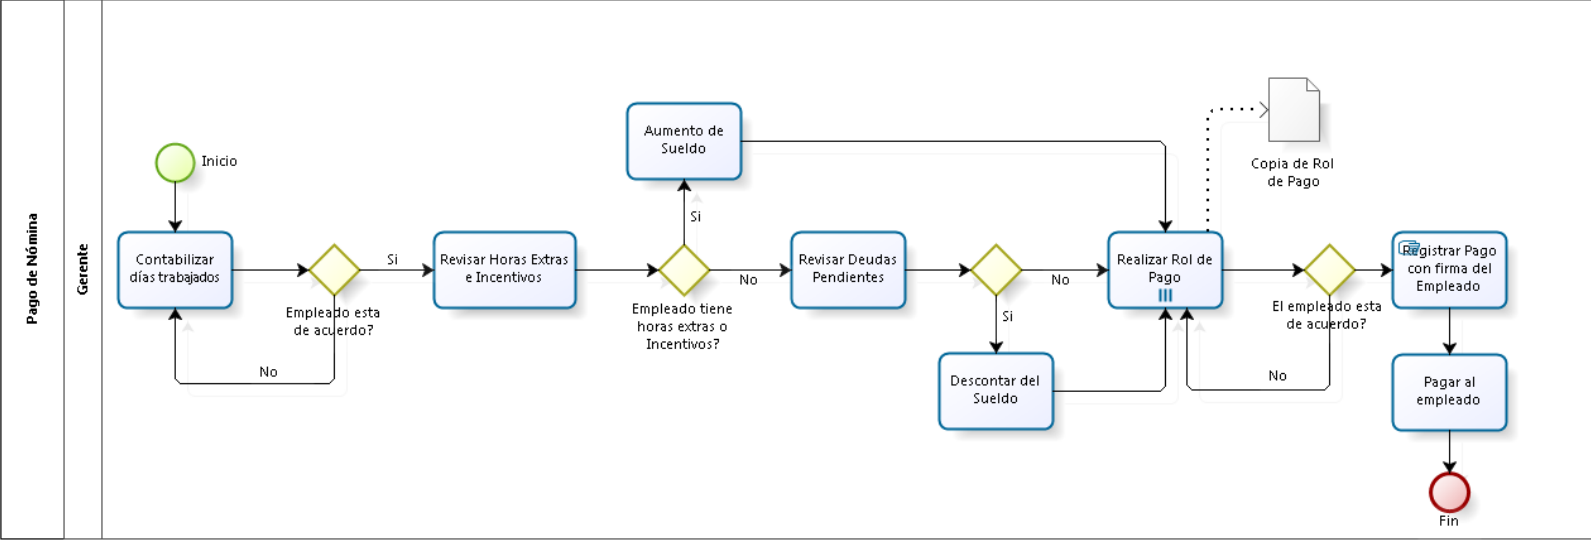 Pago de Nómina
Gerente
Inicio
Contabilizar
días trabajados
Empleado esta
de acuerdo?
Si
No
Revisar Horas Extras
e Incentivos
Empleado tiene
horas extras o
Incentivos?
Si
Aumento de
Sueldo
No
Revisar Deudas
Pendientes
No
Si
Descontar del
Sueldo
Realizar Rol de
Pago
Copia de Rol
de Pago
El empleado esta
de acuerdo?
No
Registrar Pago
con firma del
Empleado
Pagar al
empleado
Fin